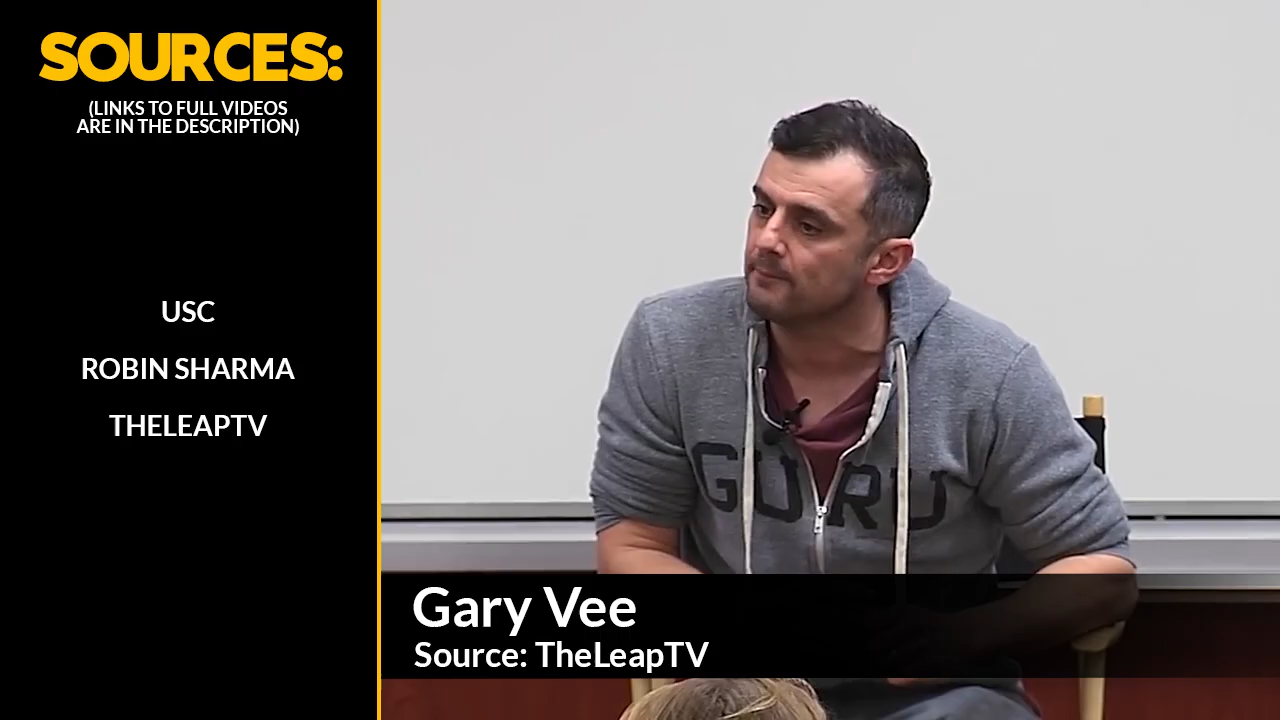 SOURCES:
(LINKS TO FULL VIDEOS
ARE IN THE DESCRIPTION)
USC
ROBIN SHARMA
THELEAPTV
GURU
Gary Vee
Source: TheLeapTV